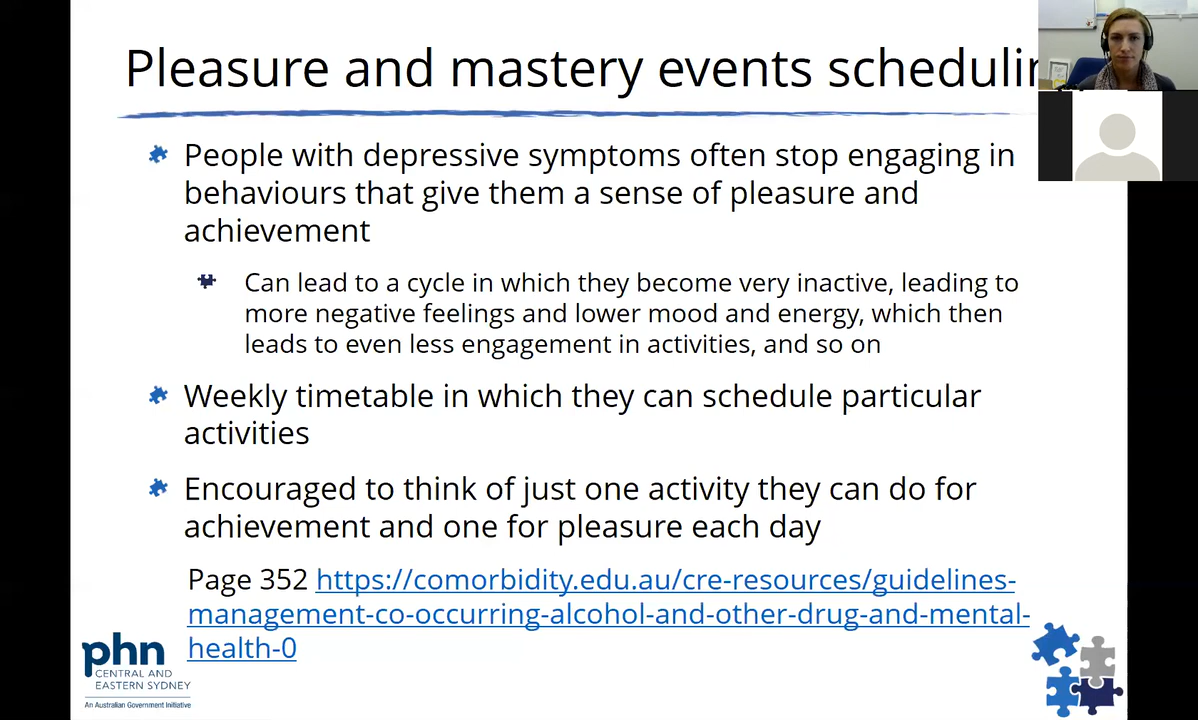 Pleasure and mastery events
People with depressive symptoms often stop engaging in
behaviours that give them a sense of pleasure and
achievement
Can lead to a cycle in which they become very inactive, leading to
more negative feelings and lower mood and energy, which then
leads to even less engagement in activities, and so on
Weekly timetable in which they can schedule particular
activities
Encouraged to think of just one activity they can do for
achievement and one for pleasure each day
Page 352 https://comorbidity.edu.au/cre-resources/guidelines-
management-co-occurring-alcohol-and-other-drug-and-mental-
health-0
phn
CENTRAL AND
EASTERN SYDNEY
An Australian Government Initiative